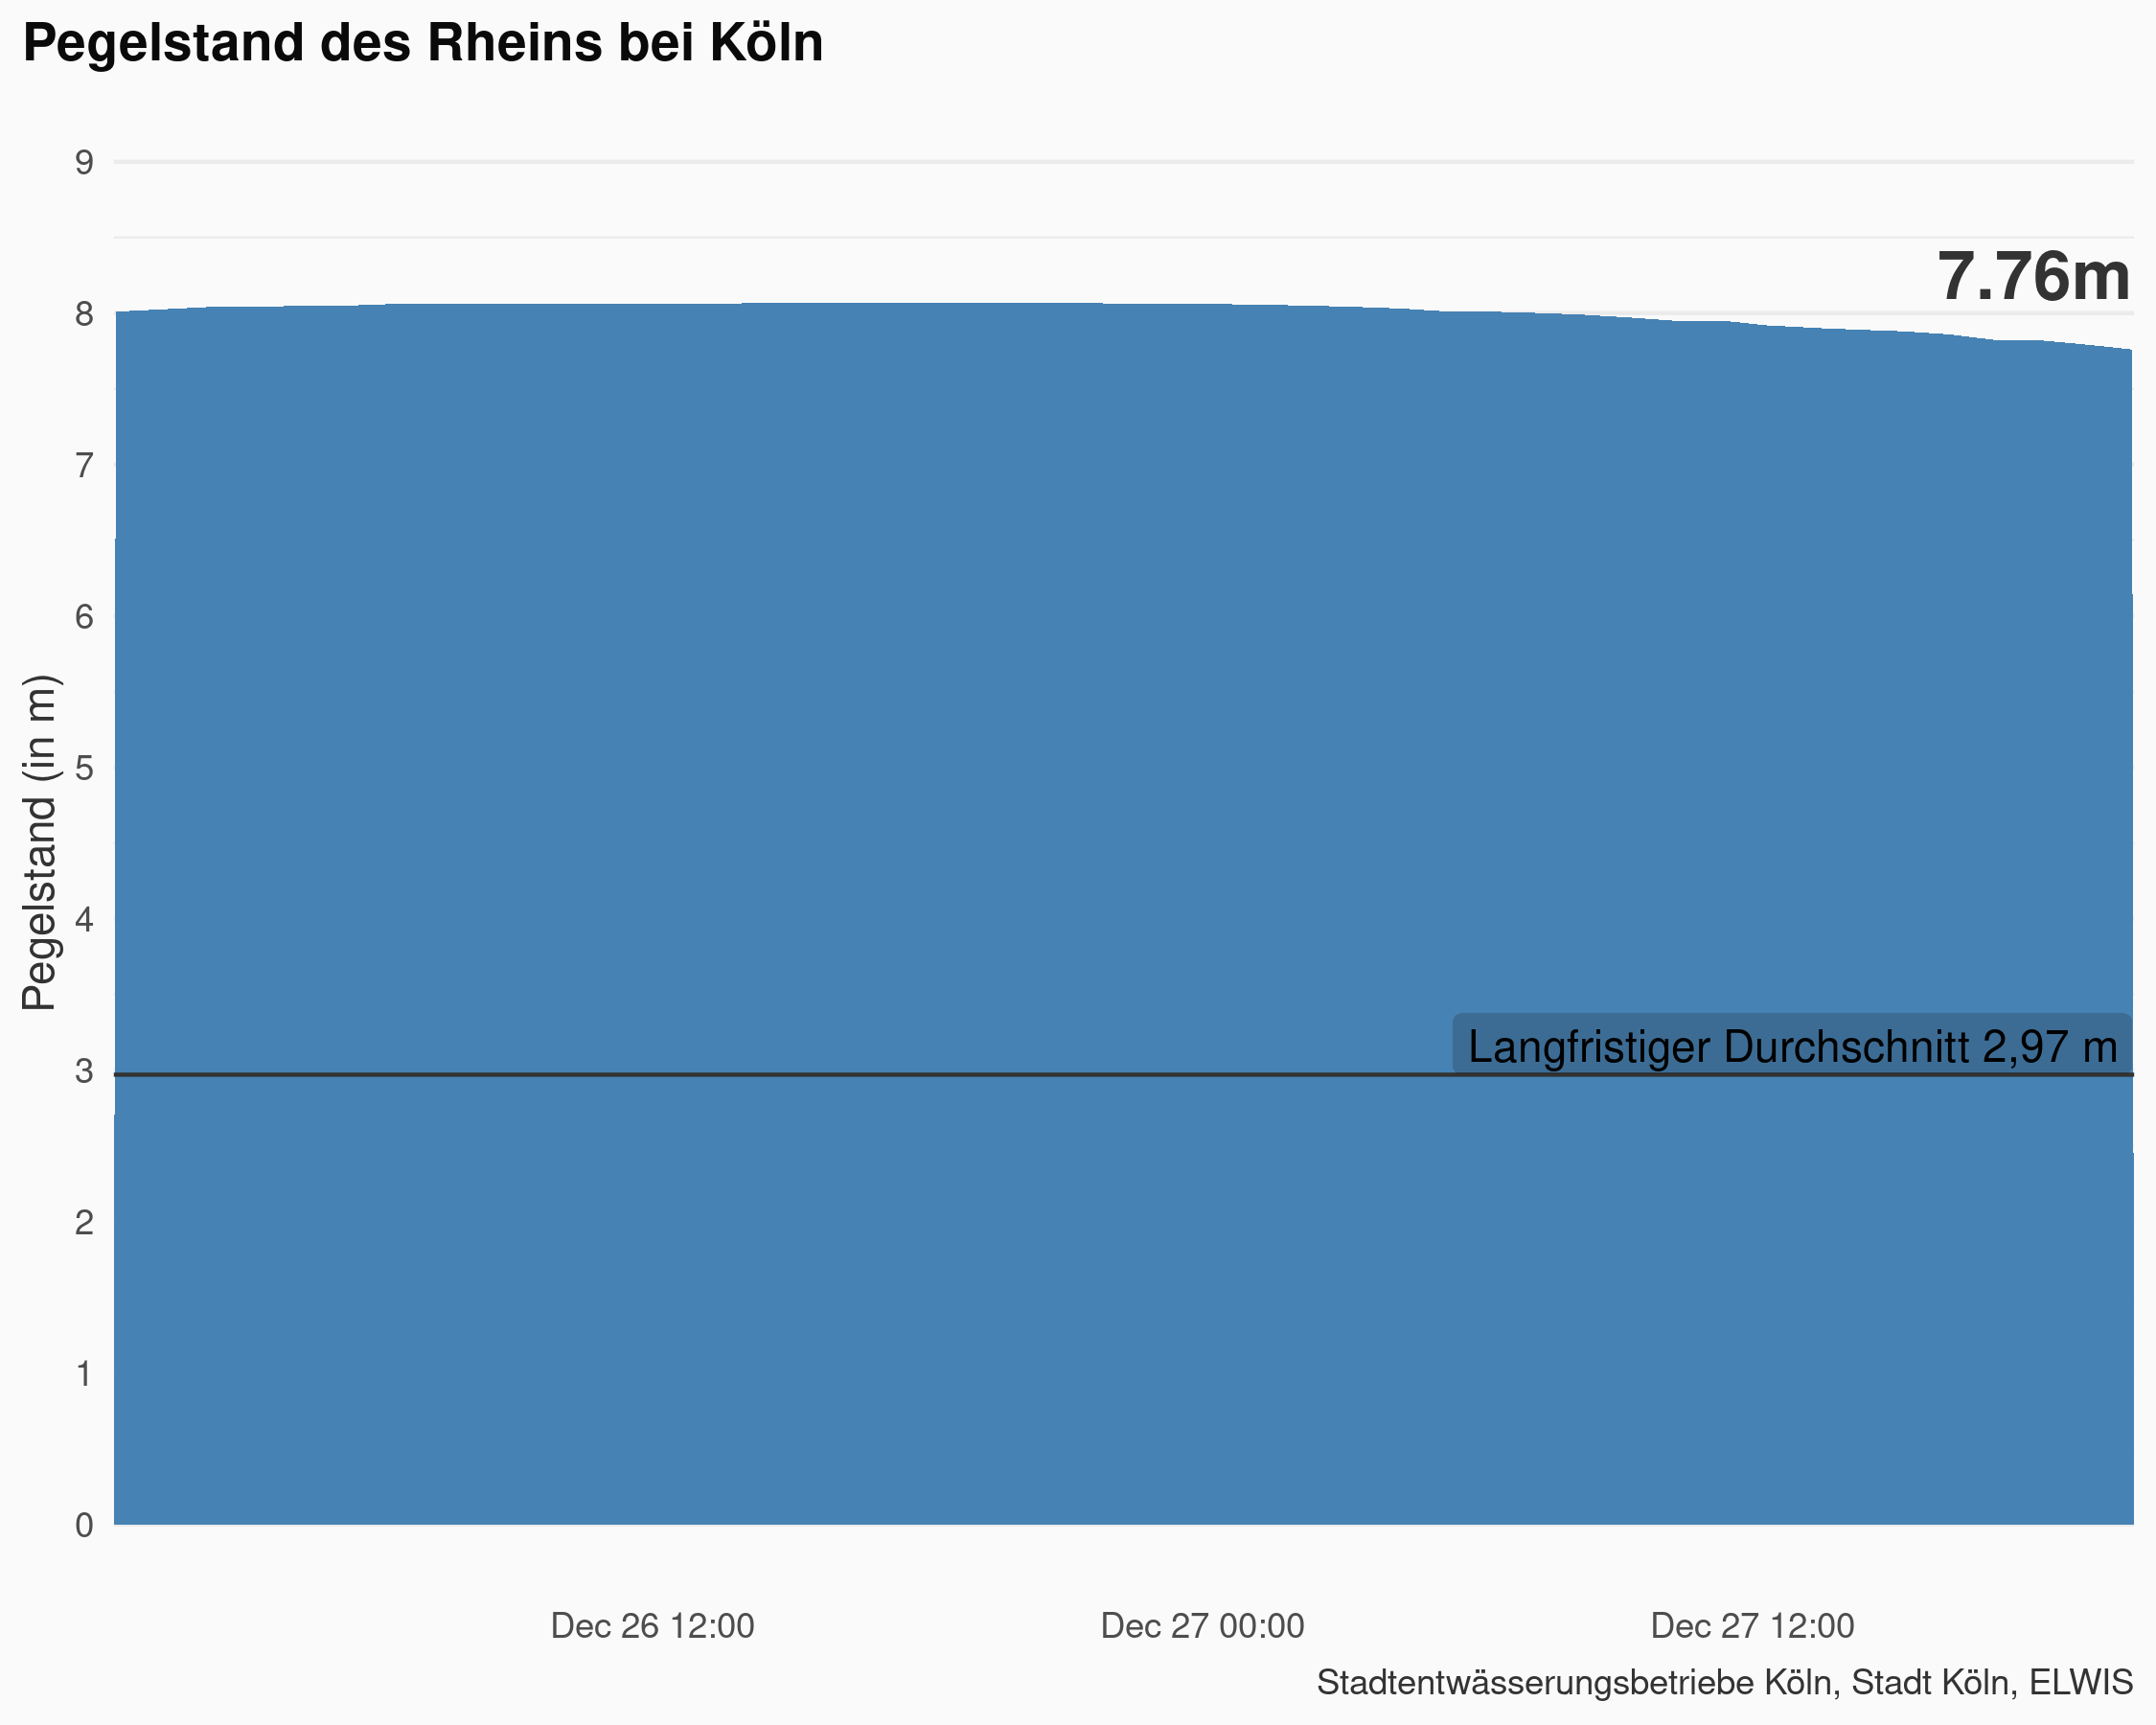 Pegelstand des Rheins bei Köln
9
7.76m
8
7
6
5
4
3
2
1
0
Pegelstand (in m)
Langfristiger Durchschnitt 2,97 m
Dec 26 12:00
Dec 27 00:00
Dec 27 12:00
Stadtentwässerungsbetriebe Köln, Stadt Köln, ELWIS